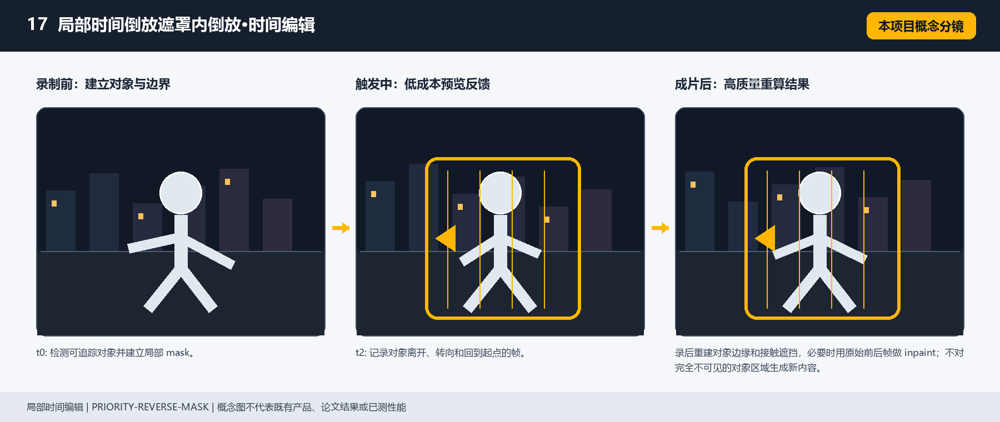 17 局部时间倒放遮罩内倒放•时间编辑
本项目概念分镜
录制前：建立对象与边界
触发中：低成本预览反馈
成片后：高质量重算结果
t0: 检测可追踪对象并建立局部 mask。
t2: 记录对象离开、转向和回到起点的帧。
录后重建对象边缘和接触遮挡，必要时用原始前后帧做 inpaint；不对
完全不可见的对象区域生成新内容。
局部时间编辑 | PRIORITY-REVERSE-MASK | 概念图不代表既有产品、论文结果或已测性能